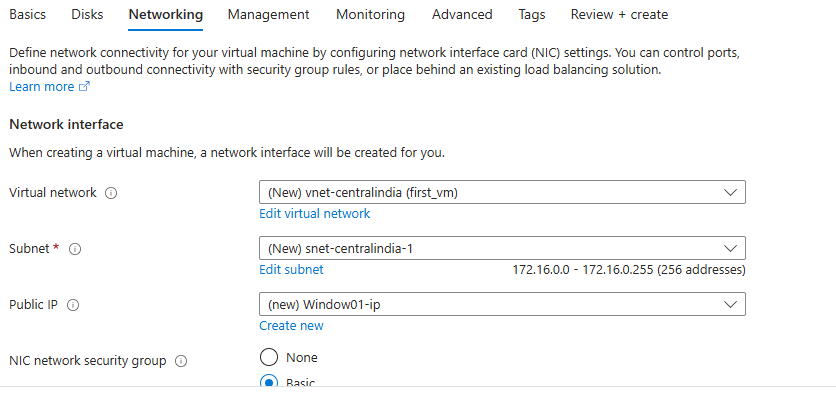 Basics Disks Networking Management Monitoring Advanced Tags Review + create
Define network connectivity for your virtual machine by configuring network interface card (NIC) settings. You can control ports,
inbound and outbound connectivity with security group rules, or place behind an existing load balancing solution.
Learn more
Network interface
When creating a virtual machine, a network interface will be created for you.
Virtual network (New) vnet-centralindia (first_vm)
Edit virtual network
Subnet * (New) snet-centralindia-1
Edit subnet 172.16.0.0 - 172.16.0.255 (256 addresses)
Public IP (new) Window01-ip
Create new
NIC network security group None
Basic